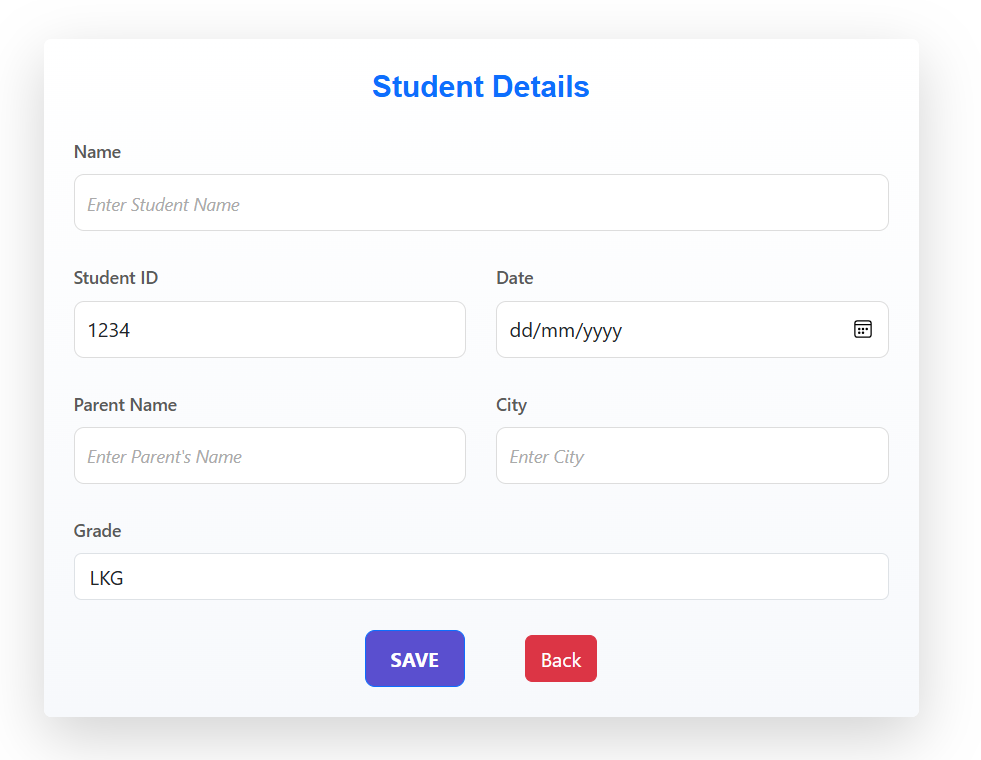 Student Details
Name
Enter Student Name
Student ID
Date
1234
dd/mm/yyyy
Parent Name
City
Enter Parent's Name
Enter City
Grade
LKG
SAVE
Back